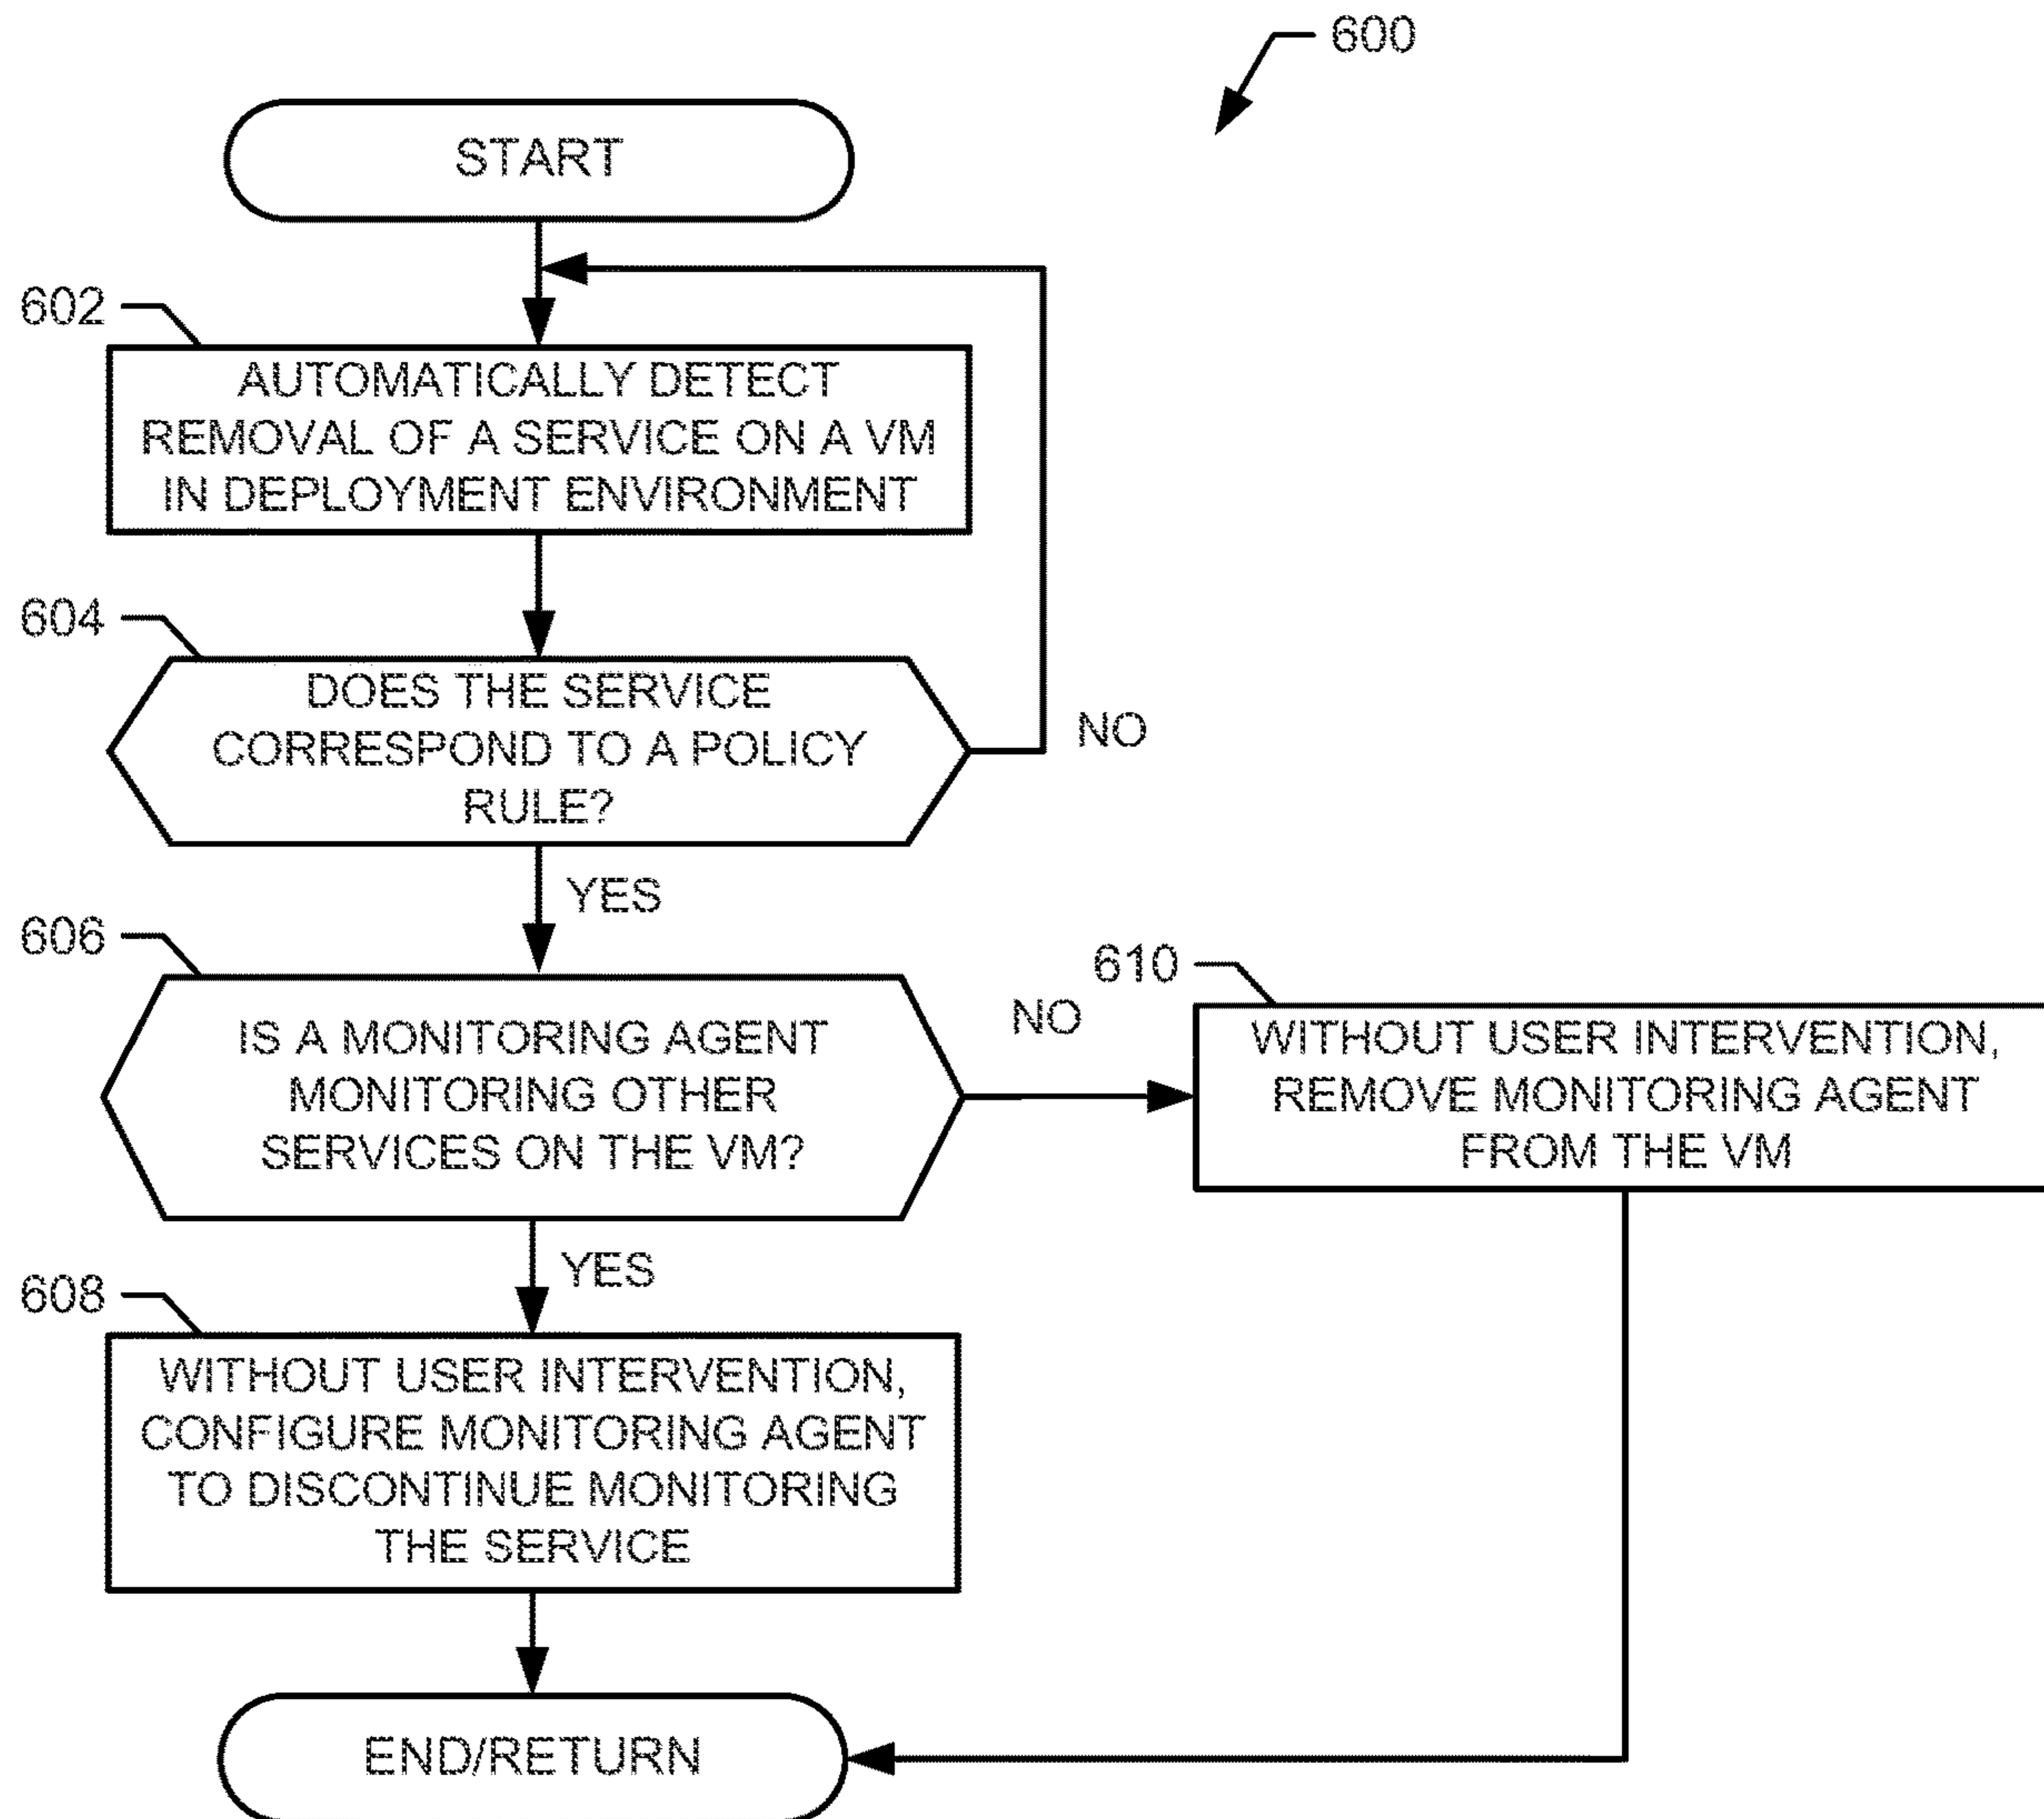 600
START
602
AUTOMATICALLY DETECT
REMOVAL OF A SERVICE ON A VM
IN DEPLOYMENT ENVIRONMENT
604
DOES THE SERVICE
CORRESPOND TO A POLICY
RULE?
NO
YES
606
IS A MONITORING AGENT
MONITORING OTHER
SERVICES ON THE VM?
NO
610
WITHOUT USER INTERVENTION,
REMOVE MONITORING AGENT
FROM THE VM
YES
608
WITHOUT USER INTERVENTION,
CONFIGURE MONITORING AGENT
TO DISCONTINUE MONITORING
THE SERVICE
END/RETURN